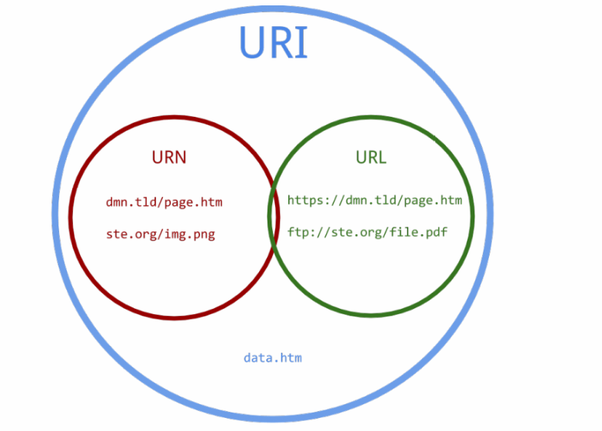 URI
URN
URL
dmn.tld/page.htm
https://dmn.tld/page.htm
ste.org/img.png
ftp://ste.org/file.pdf
data.htm